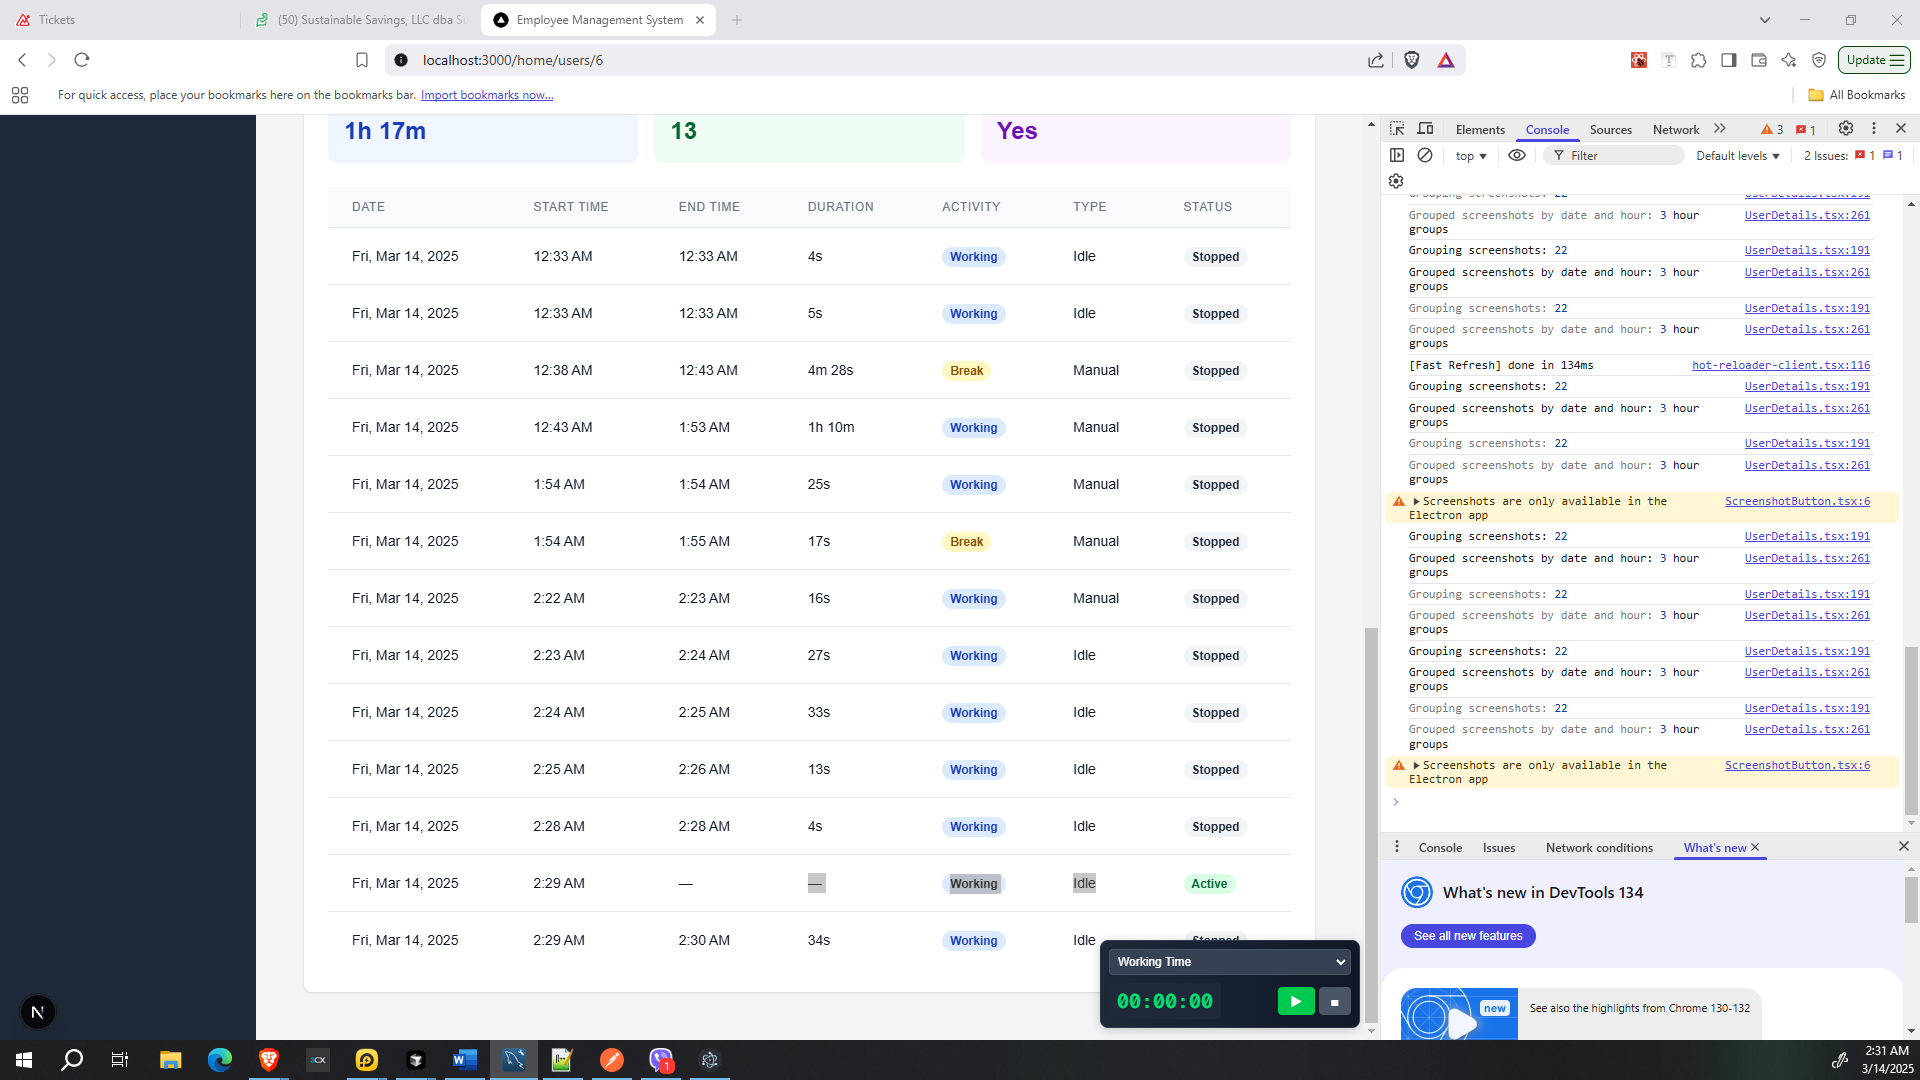 Tickets
(50) Sustainable Savings, LLC dba S
Employee Management System
localhost:3000/home/users/6
Update
For quick access, place your bookmarks here on the bookmarks bar. Import bookmarks now...
All Bookmarks
1h 17m
13
Yes
DATE START TIME END TIME DURATION ACTIVITY TYPE STATUS
Fri, Mar 14, 2025 12:33 AM 12:33 AM 4s Working Idle Stopped
Fri, Mar 14, 2025 12:33 AM 12:33 AM 5s Working Idle Stopped
Fri, Mar 14, 2025 12:38 AM 12:43 AM 4m 28s Break Manual Stopped
Fri, Mar 14, 2025 12:43 AM 1:53 AM 1h 10m Working Manual Stopped
Fri, Mar 14, 2025 1:54 AM 1:54 AM 25s Working Manual Stopped
Fri, Mar 14, 2025 1:54 AM 1:55 AM 17s Break Manual Stopped
Fri, Mar 14, 2025 2:22 AM 2:23 AM 16s Working Manual Stopped
Fri, Mar 14, 2025 2:23 AM 2:24 AM 27s Working Idle Stopped
Fri, Mar 14, 2025 2:24 AM 2:25 AM 33s Working Idle Stopped
Fri, Mar 14, 2025 2:25 AM 2:26 AM 13s Working Idle Stopped
Fri, Mar 14, 2025 2:28 AM 2:28 AM 4s Working Idle Stopped
Fri, Mar 14, 2025 2:29 AM — — Working Idle Active
Fri, Mar 14, 2025 2:29 AM 2:30 AM 34s Working Idle Stopped
Working Time
00:00:00
N
Elements Console Sources Network 3 1
top Filter Default levels 2 Issues: 1 1
Grouping screenshots: 22 UserDetails.tsx:191
Grouped screenshots by date and hour: 3 hour UserDetails.tsx:261
groups
Grouping screenshots: 22 UserDetails.tsx:191
Grouped screenshots by date and hour: 3 hour UserDetails.tsx:261
groups
Grouping screenshots: 22 UserDetails.tsx:191
Grouped screenshots by date and hour: 3 hour UserDetails.tsx:261
groups
[Fast Refresh] done in 134ms hot-reloader-client.tsx:116
Grouping screenshots: 22 UserDetails.tsx:191
Grouped screenshots by date and hour: 3 hour UserDetails.tsx:261
groups
Grouping screenshots: 22 UserDetails.tsx:191
Grouped screenshots by date and hour: 3 hour UserDetails.tsx:261
groups
Screenshots are only available in the ScreenshotButton.tsx:6
Electron app
Grouping screenshots: 22 UserDetails.tsx:191
Grouped screenshots by date and hour: 3 hour UserDetails.tsx:261
groups
Grouping screenshots: 22 UserDetails.tsx:191
Grouped screenshots by date and hour: 3 hour UserDetails.tsx:261
groups
Grouping screenshots: 22 UserDetails.tsx:191
Grouped screenshots by date and hour: 3 hour UserDetails.tsx:261
groups
Grouping screenshots: 22 UserDetails.tsx:191
Grouped screenshots by date and hour: 3 hour UserDetails.tsx:261
groups
Screenshots are only available in the ScreenshotButton.tsx:6
Electron app
Console Issues Network conditions What's new
What's new in DevTools 134
See all new features
new
See also the highlights from Chrome 130-132
3CX
1
2:31 AM
3/14/2025